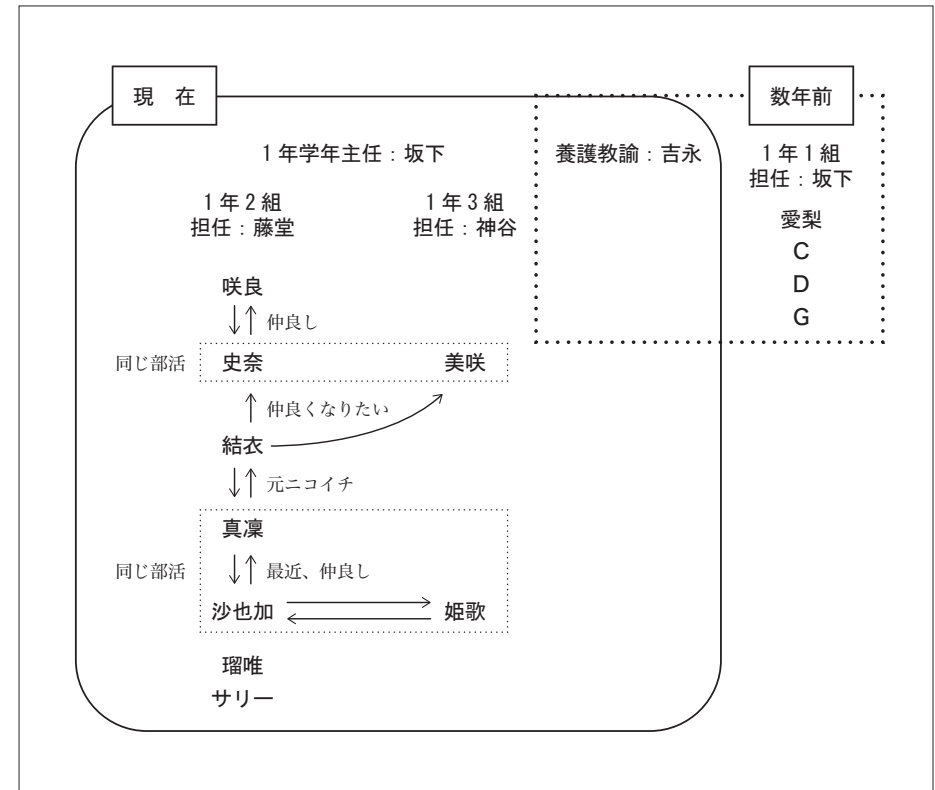 現 在
数年前
1年学年主任：坂下
養護教諭：吉永
1年1組
担任：坂下
1年2組
担任：藤堂
1年3組
担任：神谷
愛梨
C
D
G
咲良
仲良し
同じ部活
史奈
美咲
仲良くなりたい
結衣
元ニコイチ
真凜
同じ部活
最近、仲良し
沙也加
姫歌
瑠唯
サリー